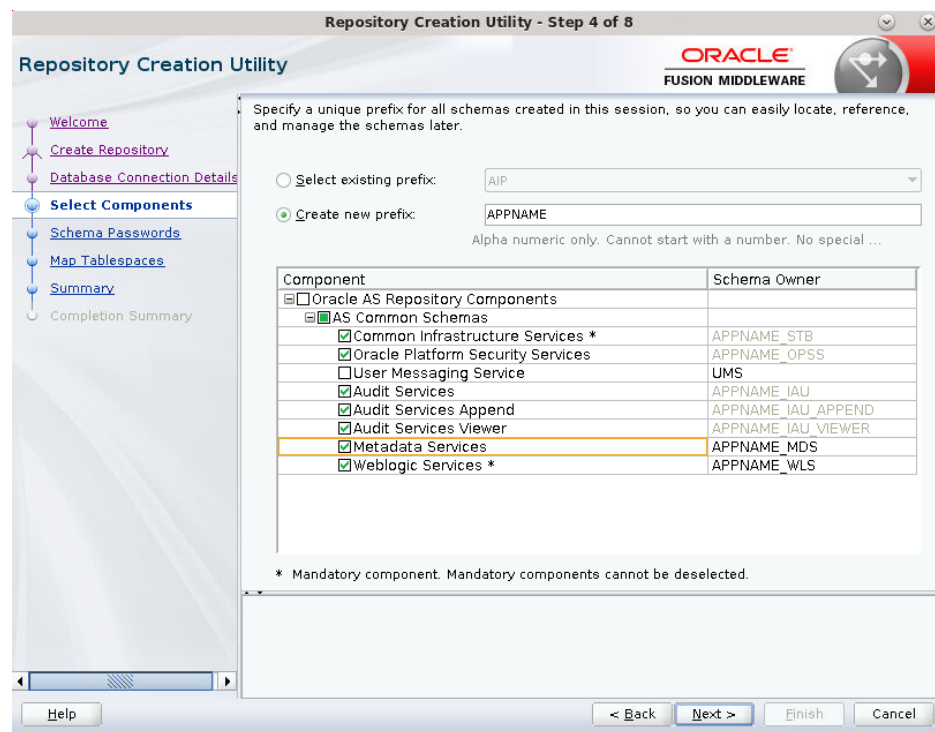 Repository Creation Utility - Step 4 of 8
Repository Creation Utility
ORACLE
FUSION MIDDLEWARE
Welcome
Create Repository
Database Connection Details
Select Components
Schema Passwords
Map Tablespaces
Summary
Completion Summary
Specify a unique prefix for all schemas created in this session, so you can easily locate, reference,
and manage the schemas later.
Select existing prefix: AIP
Create new prefix: APPNAME
Alpha numeric only. Cannot start with a number. No special ...
Component Schema Owner
Oracle AS Repository Components
AS Common Schemas
Common Infrastructure Services * APPNAME_STB
Oracle Platform Security Services APPNAME_OPSS
User Messaging Service UMS
Audit Services APPNAME_IAU
Audit Services Append APPNAME_IAU_APPEND
Audit Services Viewer APPNAME_IAU_VIEWER
Metadata Services APPNAME_MDS
Weblogic Services * APPNAME_WLS
* Mandatory component. Mandatory components cannot be deselected.
Help < Back Next > Finish Cancel